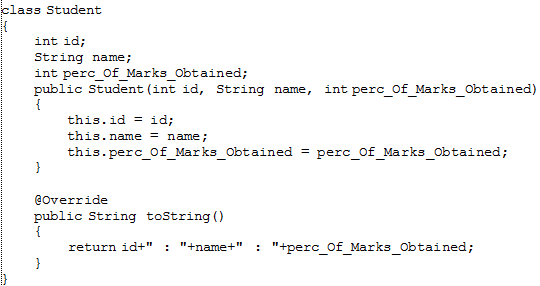 class Student
{
    int id;
    String name;
    int perc_Of_Marks_Obtained;
    public Student(int id, String name, int perc_Of_Marks_Obtained)
    {
        this.id = id;
        this.name = name;
        this.perc_Of_Marks_Obtained = perc_Of_Marks_Obtained;
    }

    @Override
    public String toString()
    {
        return id+" : "+name+" : "+perc_Of_Marks_Obtained;
    }
}